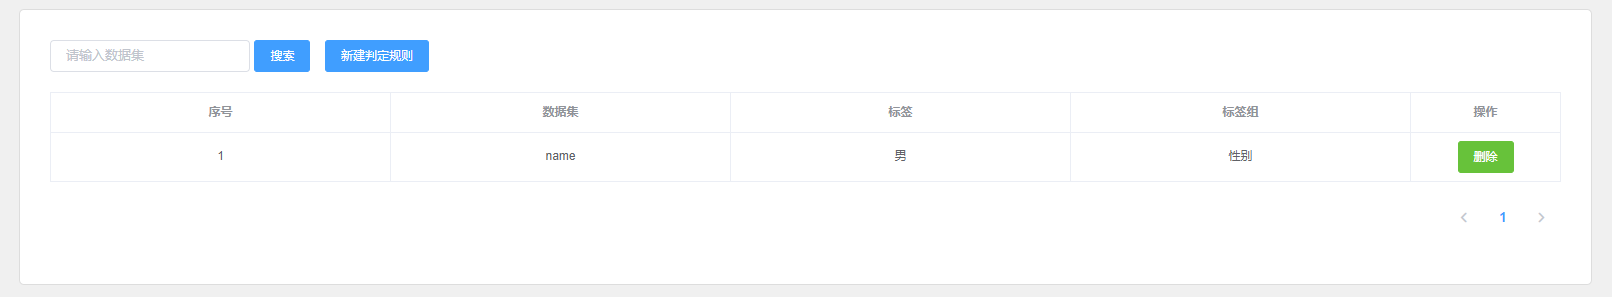 请输入数据集 搜索 新建判定规则
序号 数据集 标签 标签组 操作
1 name 男 性别 删除
1